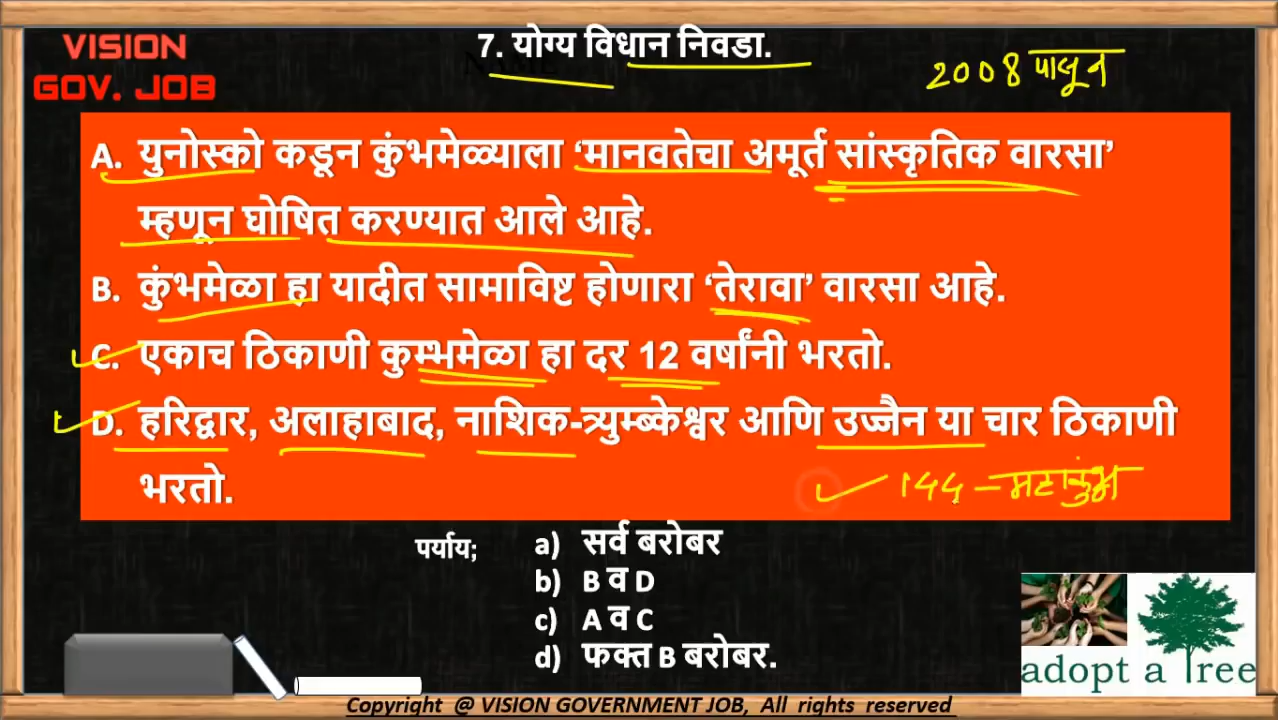 VISION
GOV. JOB
7. योग्य विधान निवडा.
2008 पासून
A. युनोस्को कडून कुंभमेळ्याला ‘मानवतेचा अमूर्त सांस्कृतिक वारसा’
म्हणून घोषित करण्यात आले आहे.
B. कुंभमेळा हा यादीत सामाविष्ट होणारा ‘तेरावा’ वारसा आहे.
C. एकाच ठिकाणी कुम्भमेळा हा दर 12 वर्षांनी भरतो.
D. हरिद्वार, अलाहाबाद, नाशिक-त्र्युम्ब्केश्वर आणि उज्जैन या चार ठिकाणी
भरतो.
144 – महाकुंभ
पर्याय;
a) सर्व बरोबर
b) B व D
c) A व C
d) फक्त B बरोबर.
adopt a Tree
Copyright @ VISION GOVERNMENT JOB, All rights reserved